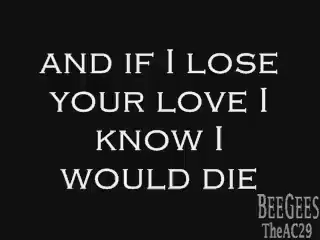 AND IF I LOSE
YOUR LOVE I
KNOW I
WOULD DIE
BEEGEES
TheAC29